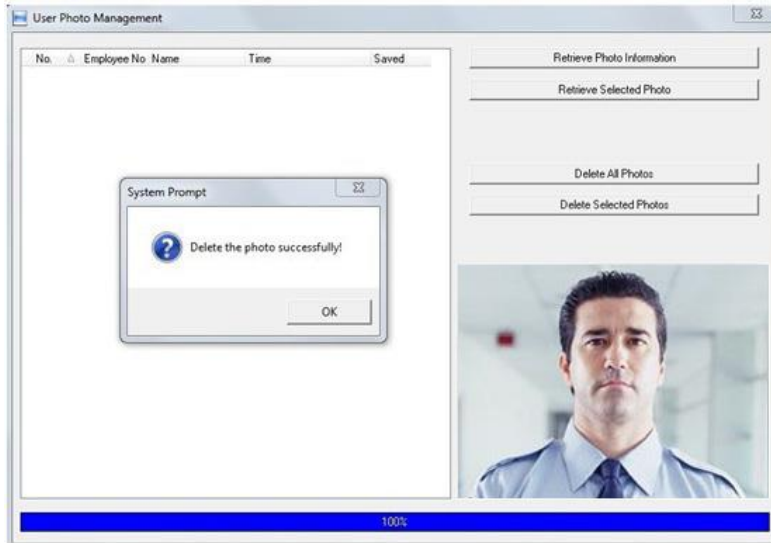 User Photo Management
No. Employee No Name Time Saved
Retrieve Photo Information
Retrieve Selected Photo
Delete All Photos
Delete Selected Photos
System Prompt
Delete the photo successfully!
OK
100%